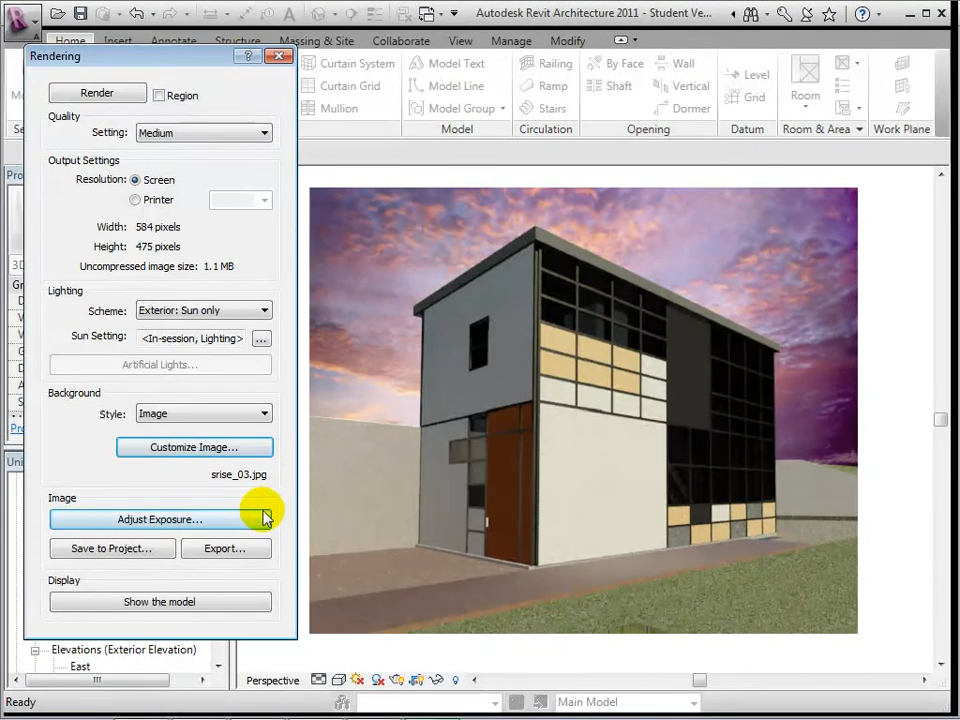 Autodesk Revit Architecture 2011 - Student Ve...
Home Insert Annotate Structure Massing & Site Collaborate View Manage Modify
Rendering
Render
Region
Quality
Setting: Medium
Output Settings
Resolution: Screen
Printer
Width: 584 pixels
Height: 475 pixels
Uncompressed image size: 1.1 MB
Lighting
Scheme: Exterior: Sun only
Sun Setting: <In-session, Lighting> ...
Artificial Lights...
Background
Style: Image
Customize Image...
srise_03.jpg
Image
Adjust Exposure...
Save to Project... Export...
Display
Show the model
Curtain System Model Text Railing By Face Wall Level
Curtain Grid Model Line Ramp Shaft Vertical Grid
Mullion Model Group Stairs Dormer Room
Model Circulation Opening Datum Room & Area Work Plane
Elevations (Exterior Elevation)
East
Perspective
Ready
Main Model